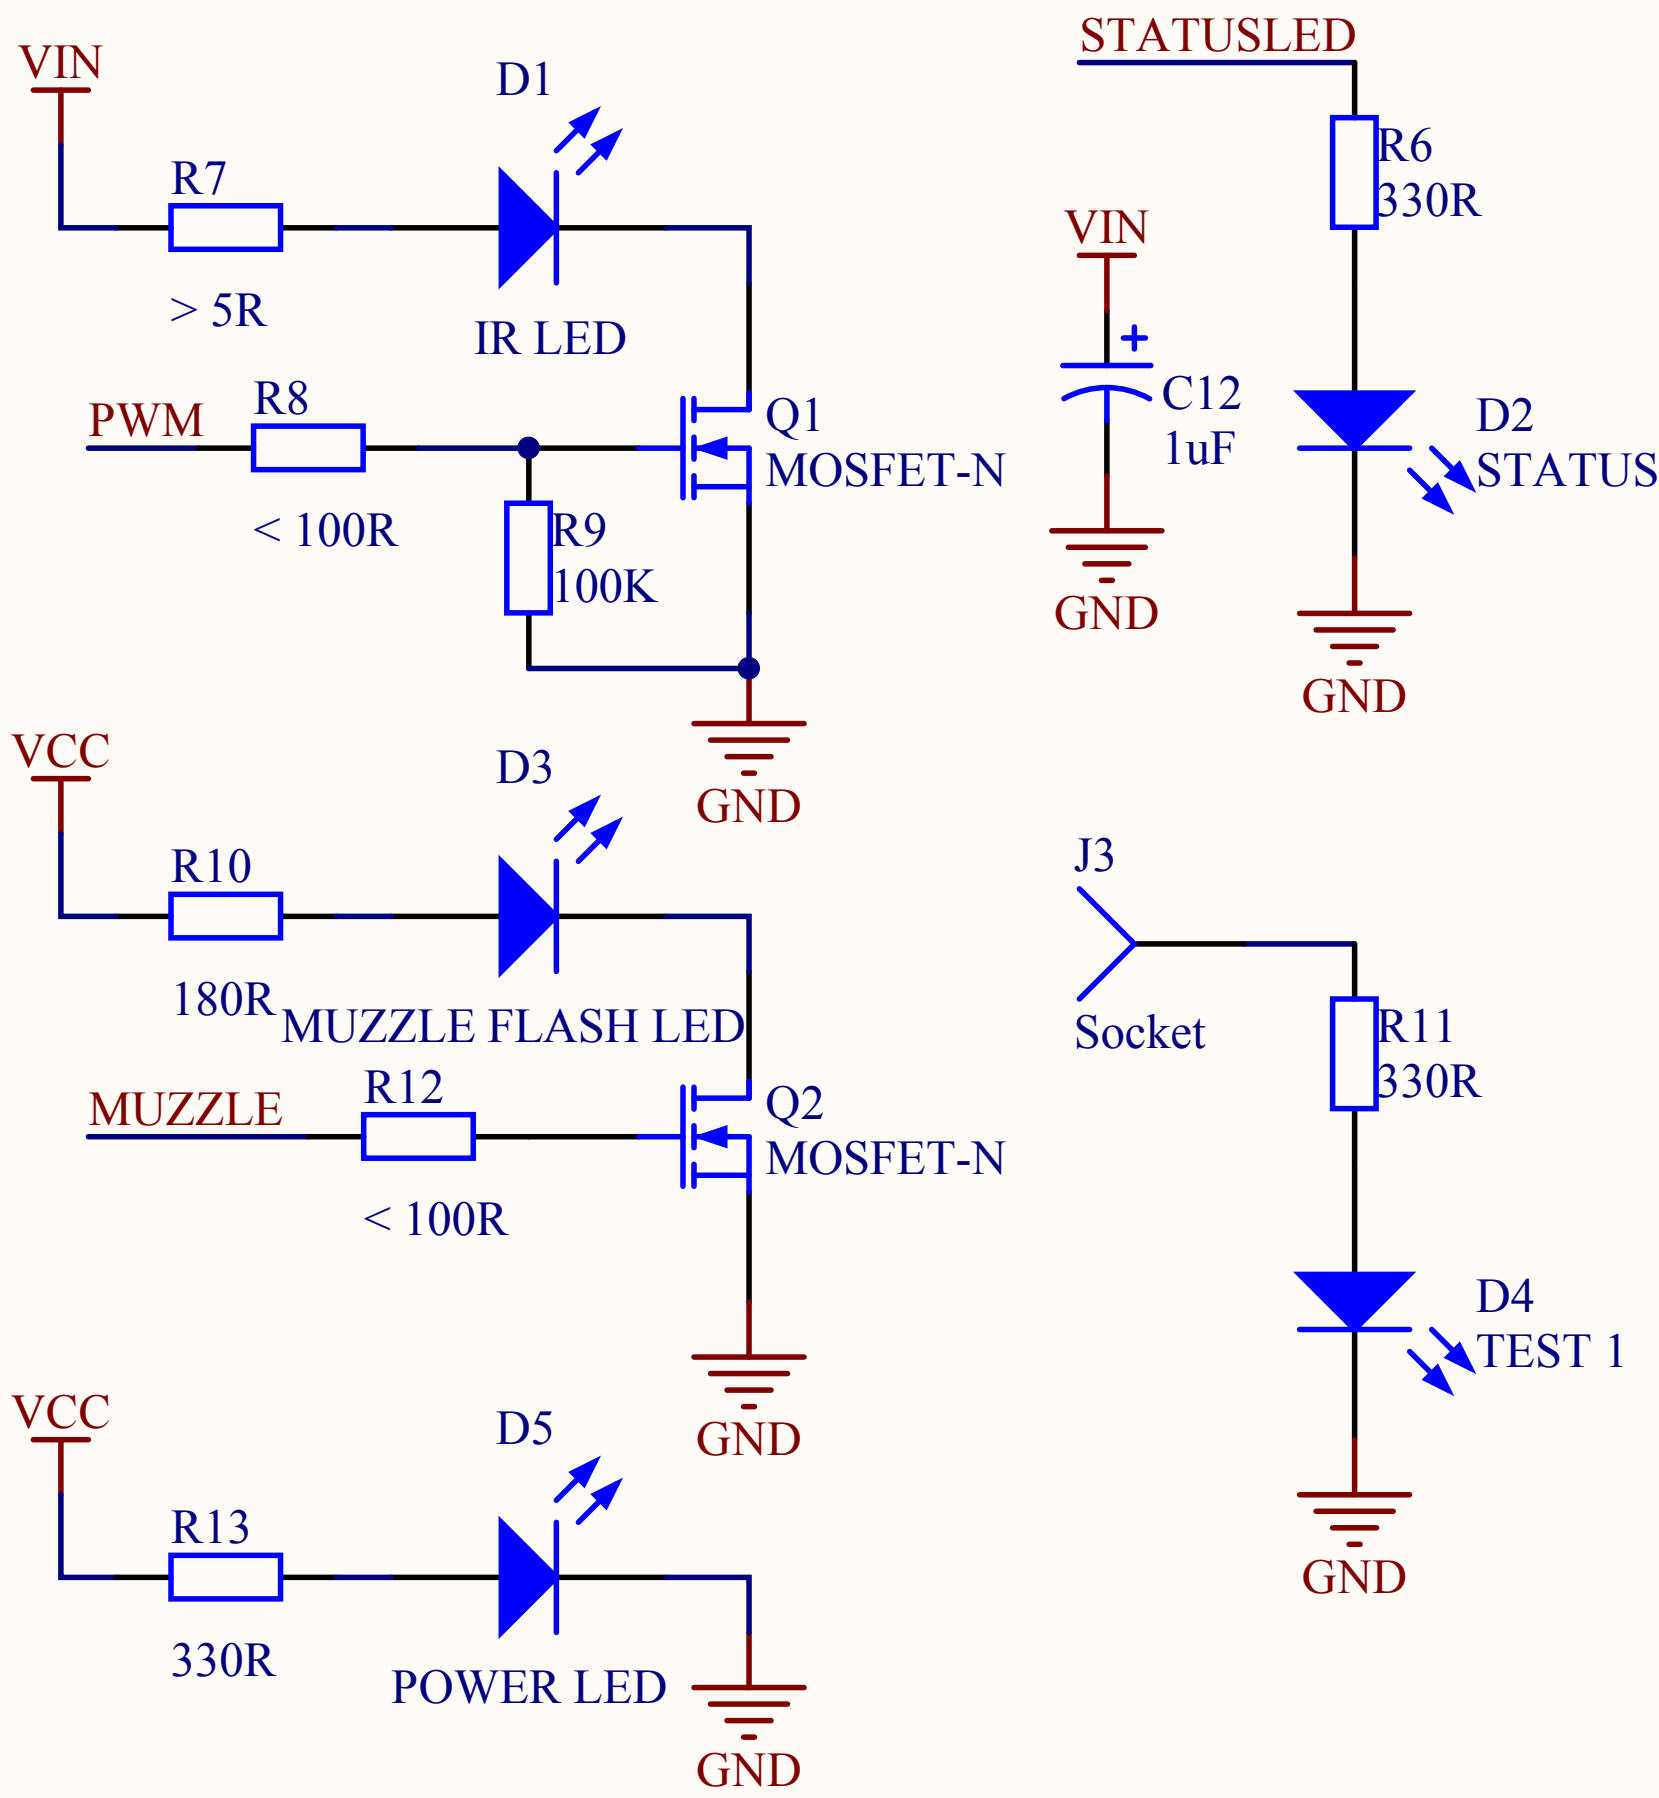 VIN
D1
R7
> 5R
IR LED
PWM
R8
< 100R
R9
100K
Q1
MOSFET-N
GND
STATUSLED
R6
330R
VIN
C12
1uF
GND
D2
STATUS
GND
VCC
D3
R10
180R
MUZZLE FLASH LED
MUZZLE
R12
< 100R
Q2
MOSFET-N
GND
J3
Socket
R11
330R
D4
TEST 1
GND
VCC
D5
R13
330R
POWER LED
GND